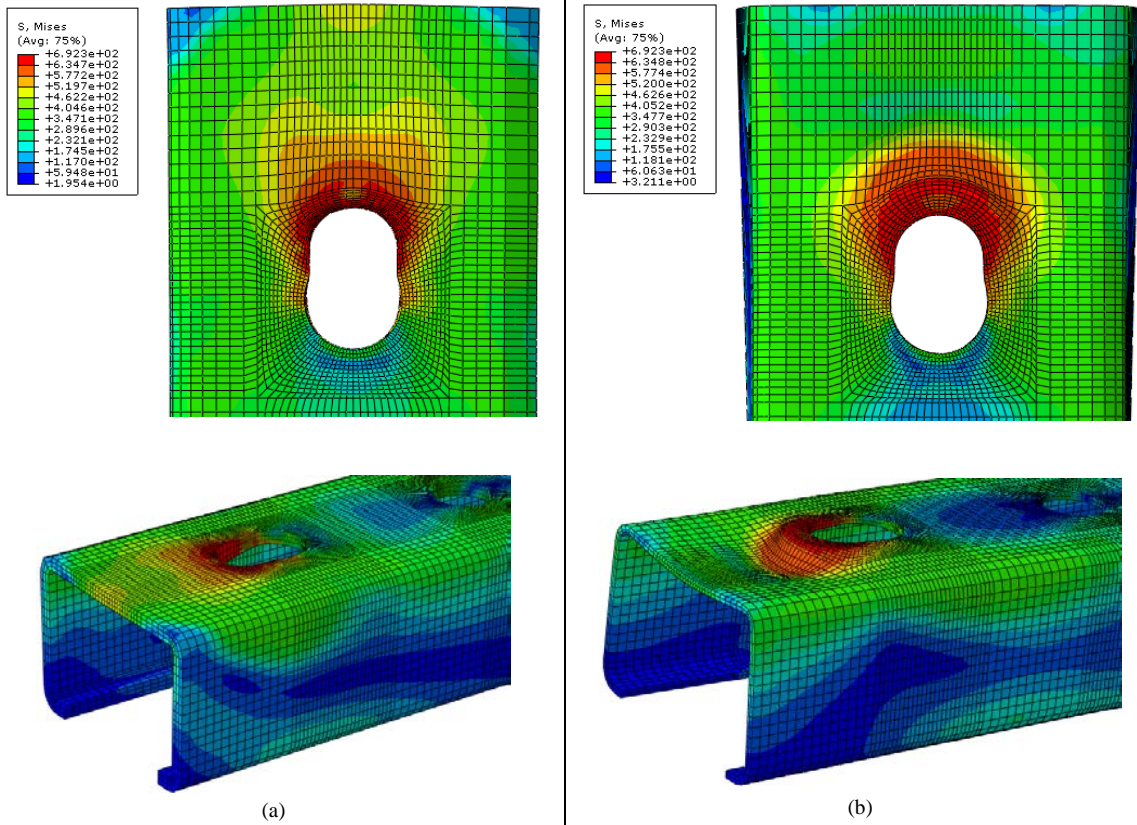 S, Mises
(Avg: 75%)
+6.923e+02
+6.347e+02
+5.772e+02
+5.197e+02
+4.622e+02
+4.046e+02
+3.471e+02
+2.896e+02
+2.321e+02
+1.745e+02
+1.170e+02
+5.948e+01
+1.954e+00
S, Mises
(Avg: 75%)
+6.923e+02
+6.348e+02
+5.774e+02
+5.200e+02
+4.626e+02
+4.052e+02
+3.477e+02
+2.903e+02
+2.329e+02
+1.755e+02
+1.181e+02
+6.063e+01
+3.211e+00
(a)
(b)